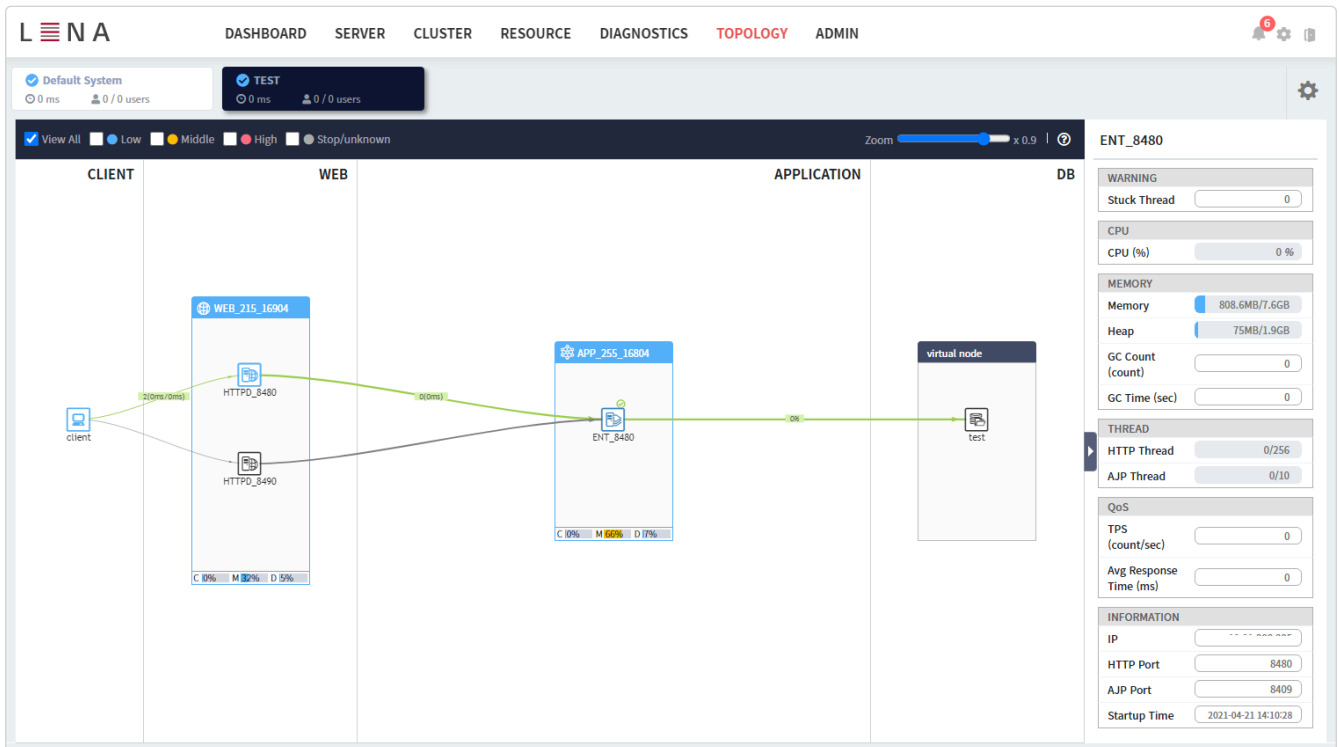 LENA
DASHBOARD SERVER CLUSTER RESOURCE DIAGNOSTICS TOPOLOGY ADMIN
6
Default System
0 ms 0 / 0 users
TEST
0 ms 0 / 0 users
View All Low Middle High Stop/unknown
Zoom x 0.9 | ?
CLIENT WEB APPLICATION DB
WEB_215_16904
HTTPD_8480
2(0ms/0ms)
0(0ms)
client
HTTPD_8490
C 0% M 32% D 5%
APP_255_16804
ENT_8480
C 0% M 66% D 7%
0%
virtual node
test
ENT_8480
WARNING
Stuck Thread 0
CPU
CPU (%) 0 %
MEMORY
Memory 808.6MB/7.6GB
Heap 75MB/1.9GB
GC Count
(count) 0
GC Time (sec) 0
THREAD
HTTP Thread 0/256
AJP Thread 0/10
QoS
TPS
(count/sec) 0
Avg Response
Time (ms) 0
INFORMATION
IP
HTTP Port 8480
AJP Port 8409
Startup Time 2021-04-21 14:10:28